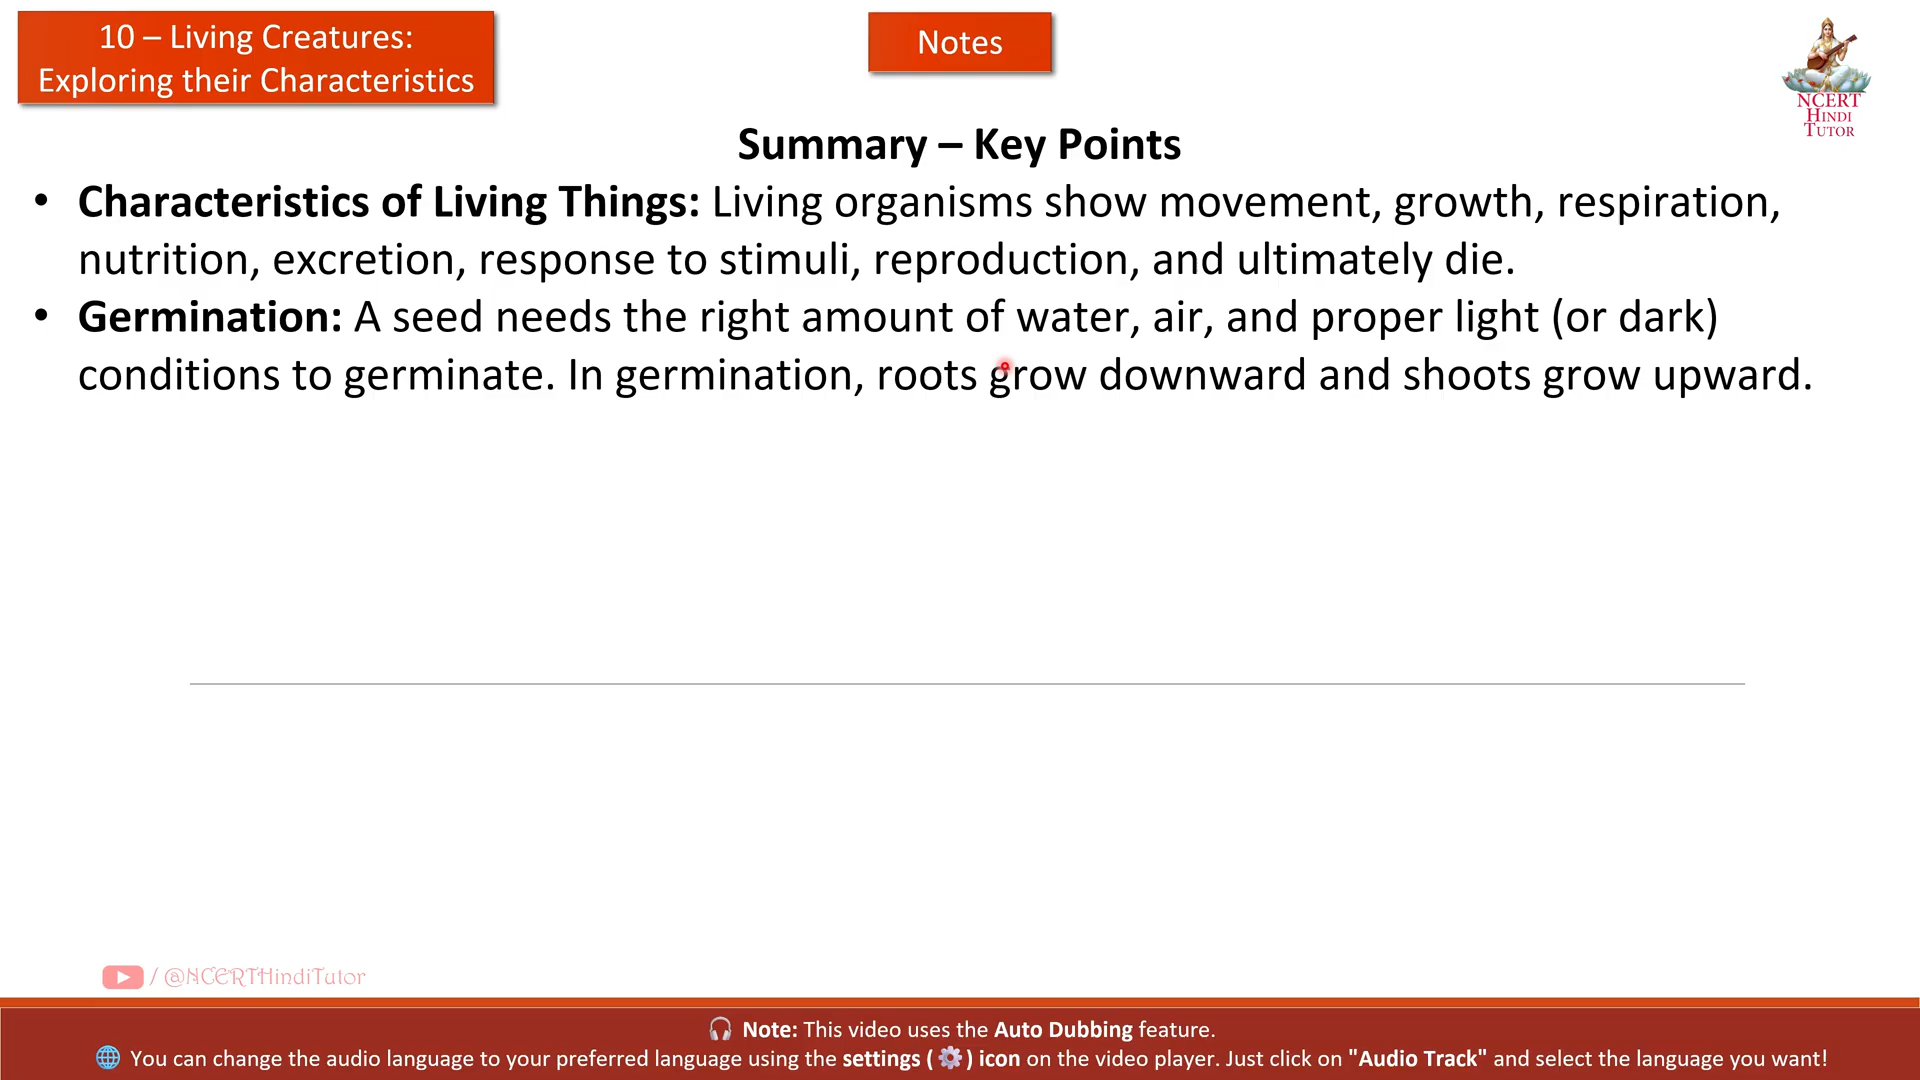 10 – Living Creatures:
Exploring their Characteristics
Notes
NCERT
HINDI
TUTOR
Summary – Key Points
• Characteristics of Living Things: Living organisms show movement, growth, respiration,
nutrition, excretion, response to stimuli, reproduction, and ultimately die.
• Germination: A seed needs the right amount of water, air, and proper light (or dark)
conditions to germinate. In germination, roots grow downward and shoots grow upward.
/ @NCERTHindiTutor
🎧 Note: This video uses the Auto Dubbing feature.
🌐 You can change the audio language to your preferred language using the settings ( ⚙️ ) icon on the video player. Just click on "Audio Track" and select the language you want!